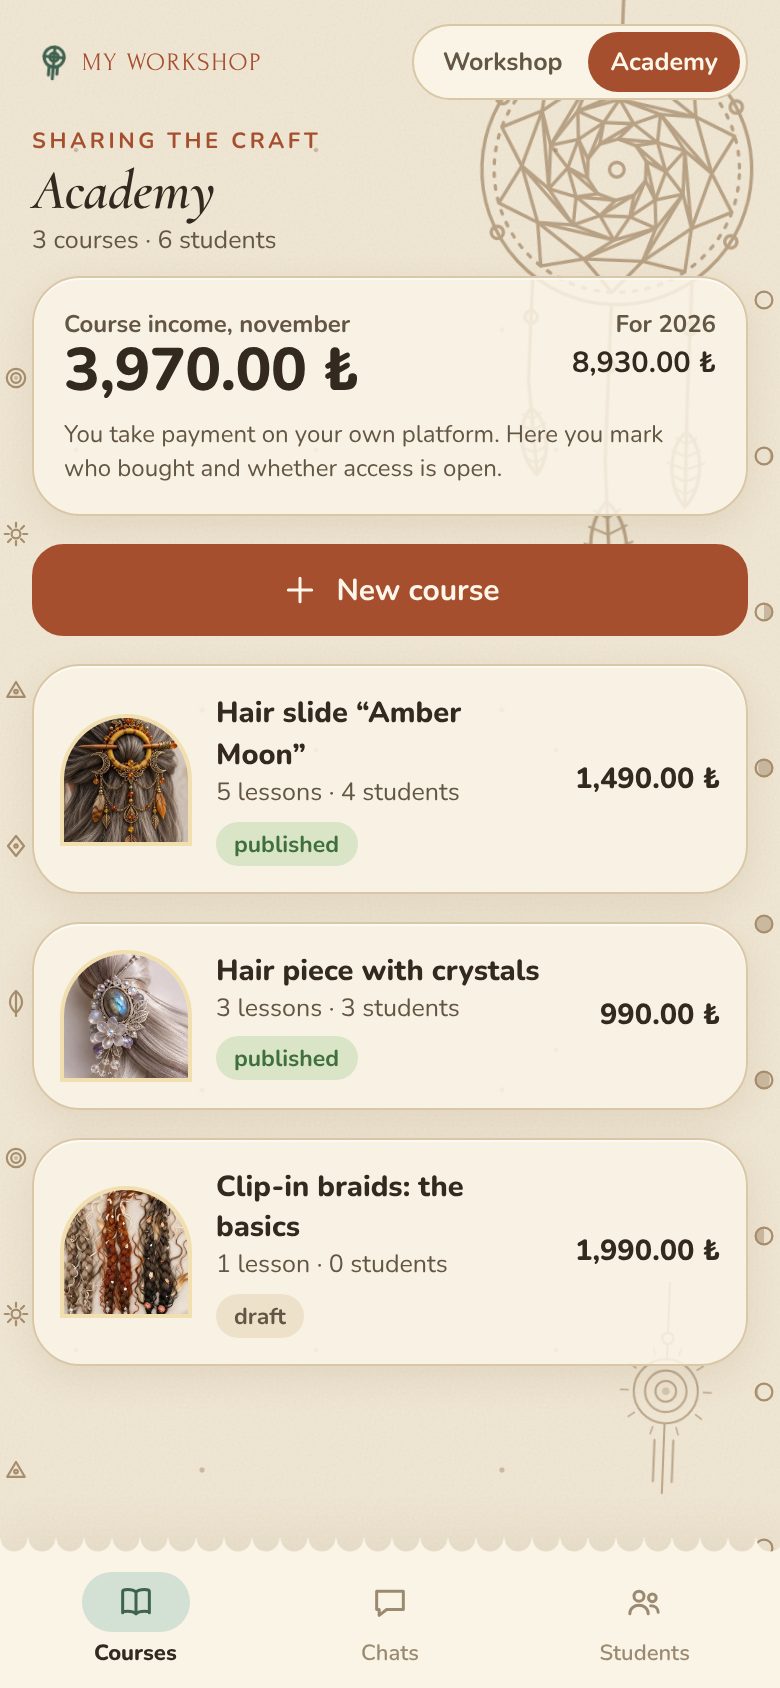 MY WORKSHOP
Workshop
Academy
SHARING THE CRAFT
Academy
3 courses · 6 students
Course income, november
For 2026
3,970.00 ₺
8,930.00 ₺
You take payment on your own platform. Here you mark
who bought and whether access is open.
New course
Hair slide “Amber
Moon”
5 lessons · 4 students
1,490.00 ₺
published
Hair piece with crystals
3 lessons · 3 students
990.00 ₺
published
Clip-in braids: the
basics
1 lesson · 0 students
1,990.00 ₺
draft
Courses
Chats
Students